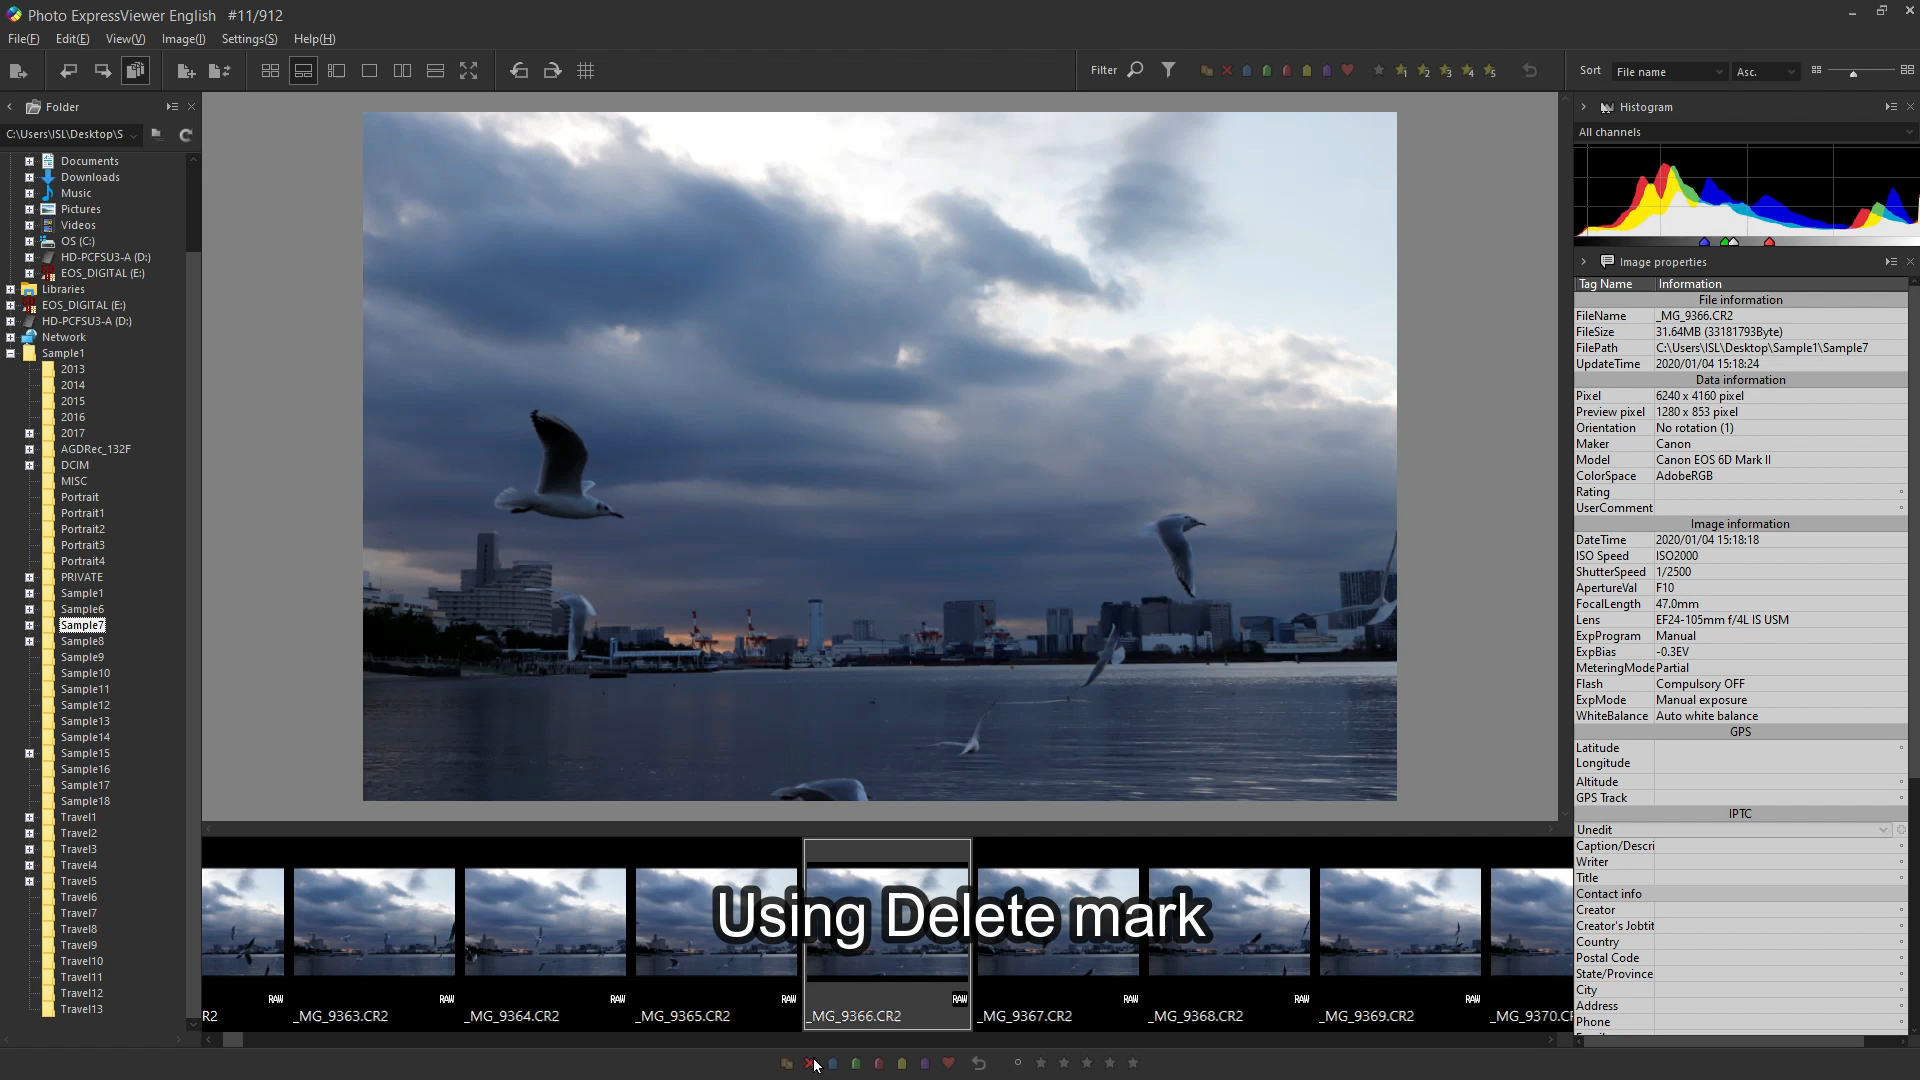 Photo ExpressViewer English #11/912
File(F) Edit(E) View(V) Image(I) Settings(S) Help(H)
Filter
Sort File name Asc.
Folder
C:\Users\ISL\Desktop\S
Documents
Downloads
Music
Pictures
Videos
OS (C:)
HD-PCFSU3-A (D:)
EOS_DIGITAL (E:)
Libraries
EOS_DIGITAL (E:)
HD-PCFSU3-A (D:)
Network
Sample1
2013
2014
2015
2016
2017
AGDRec_132F
DCIM
MISC
Portrait
Portrait1
Portrait2
Portrait3
Portrait4
PRIVATE
Sample1
Sample6
Sample7
Sample8
Sample9
Sample10
Sample11
Sample12
Sample13
Sample14
Sample15
Sample16
Sample17
Sample18
Travel1
Travel2
Travel3
Travel4
Travel5
Travel6
Travel7
Travel8
Travel9
Travel10
Travel11
Travel12
Travel13
Using Delete mark
RAW RAW RAW RAW RAW RAW RAW RAW
R2 _MG_9363.CR2 _MG_9364.CR2 _MG_9365.CR2 _MG_9366.CR2 _MG_9367.CR2 _MG_9368.CR2 _MG_9369.CR2 _MG_9370.CR
Histogram
All channels
Image properties
Tag Name Information
File information
FileName _MG_9366.CR2
FileSize 31.64MB (33181793Byte)
FilePath C:\Users\ISL\Desktop\Sample1\Sample7
UpdateTime 2020/01/04 15:18:24
Data information
Pixel 6240 x 4160 pixel
Preview pixel 1280 x 853 pixel
Orientation No rotation (1)
Maker Canon
Model Canon EOS 6D Mark II
ColorSpace AdobeRGB
Rating
UserComment
Image information
DateTime 2020/01/04 15:18:18
ISO Speed ISO2000
ShutterSpeed 1/2500
ApertureVal F10
FocalLength 47.0mm
Lens EF24-105mm f/4L IS USM
ExpProgram Manual
ExpBias -0.3EV
MeteringMode Partial
Flash Compulsory OFF
ExpMode Manual exposure
WhiteBalance Auto white balance
GPS
Latitude
Longitude
Altitude
GPS Track
IPTC
Unedit
Caption/Descri
Writer
Title
Contact info
Creator
Creator's Jobtit
Country
Postal Code
State/Province
City
Address
Phone